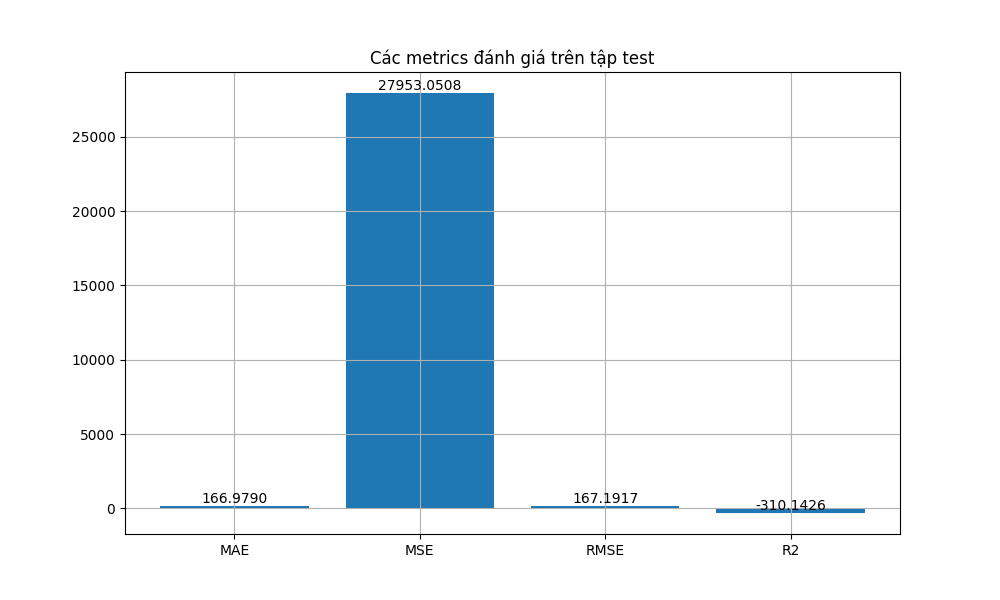 Các metrics đánh giá trên tập test
27953.0508
25000
20000
15000
10000
5000
166.9790
167.1917
0
-310.1426
MAE
MSE
RMSE
R2